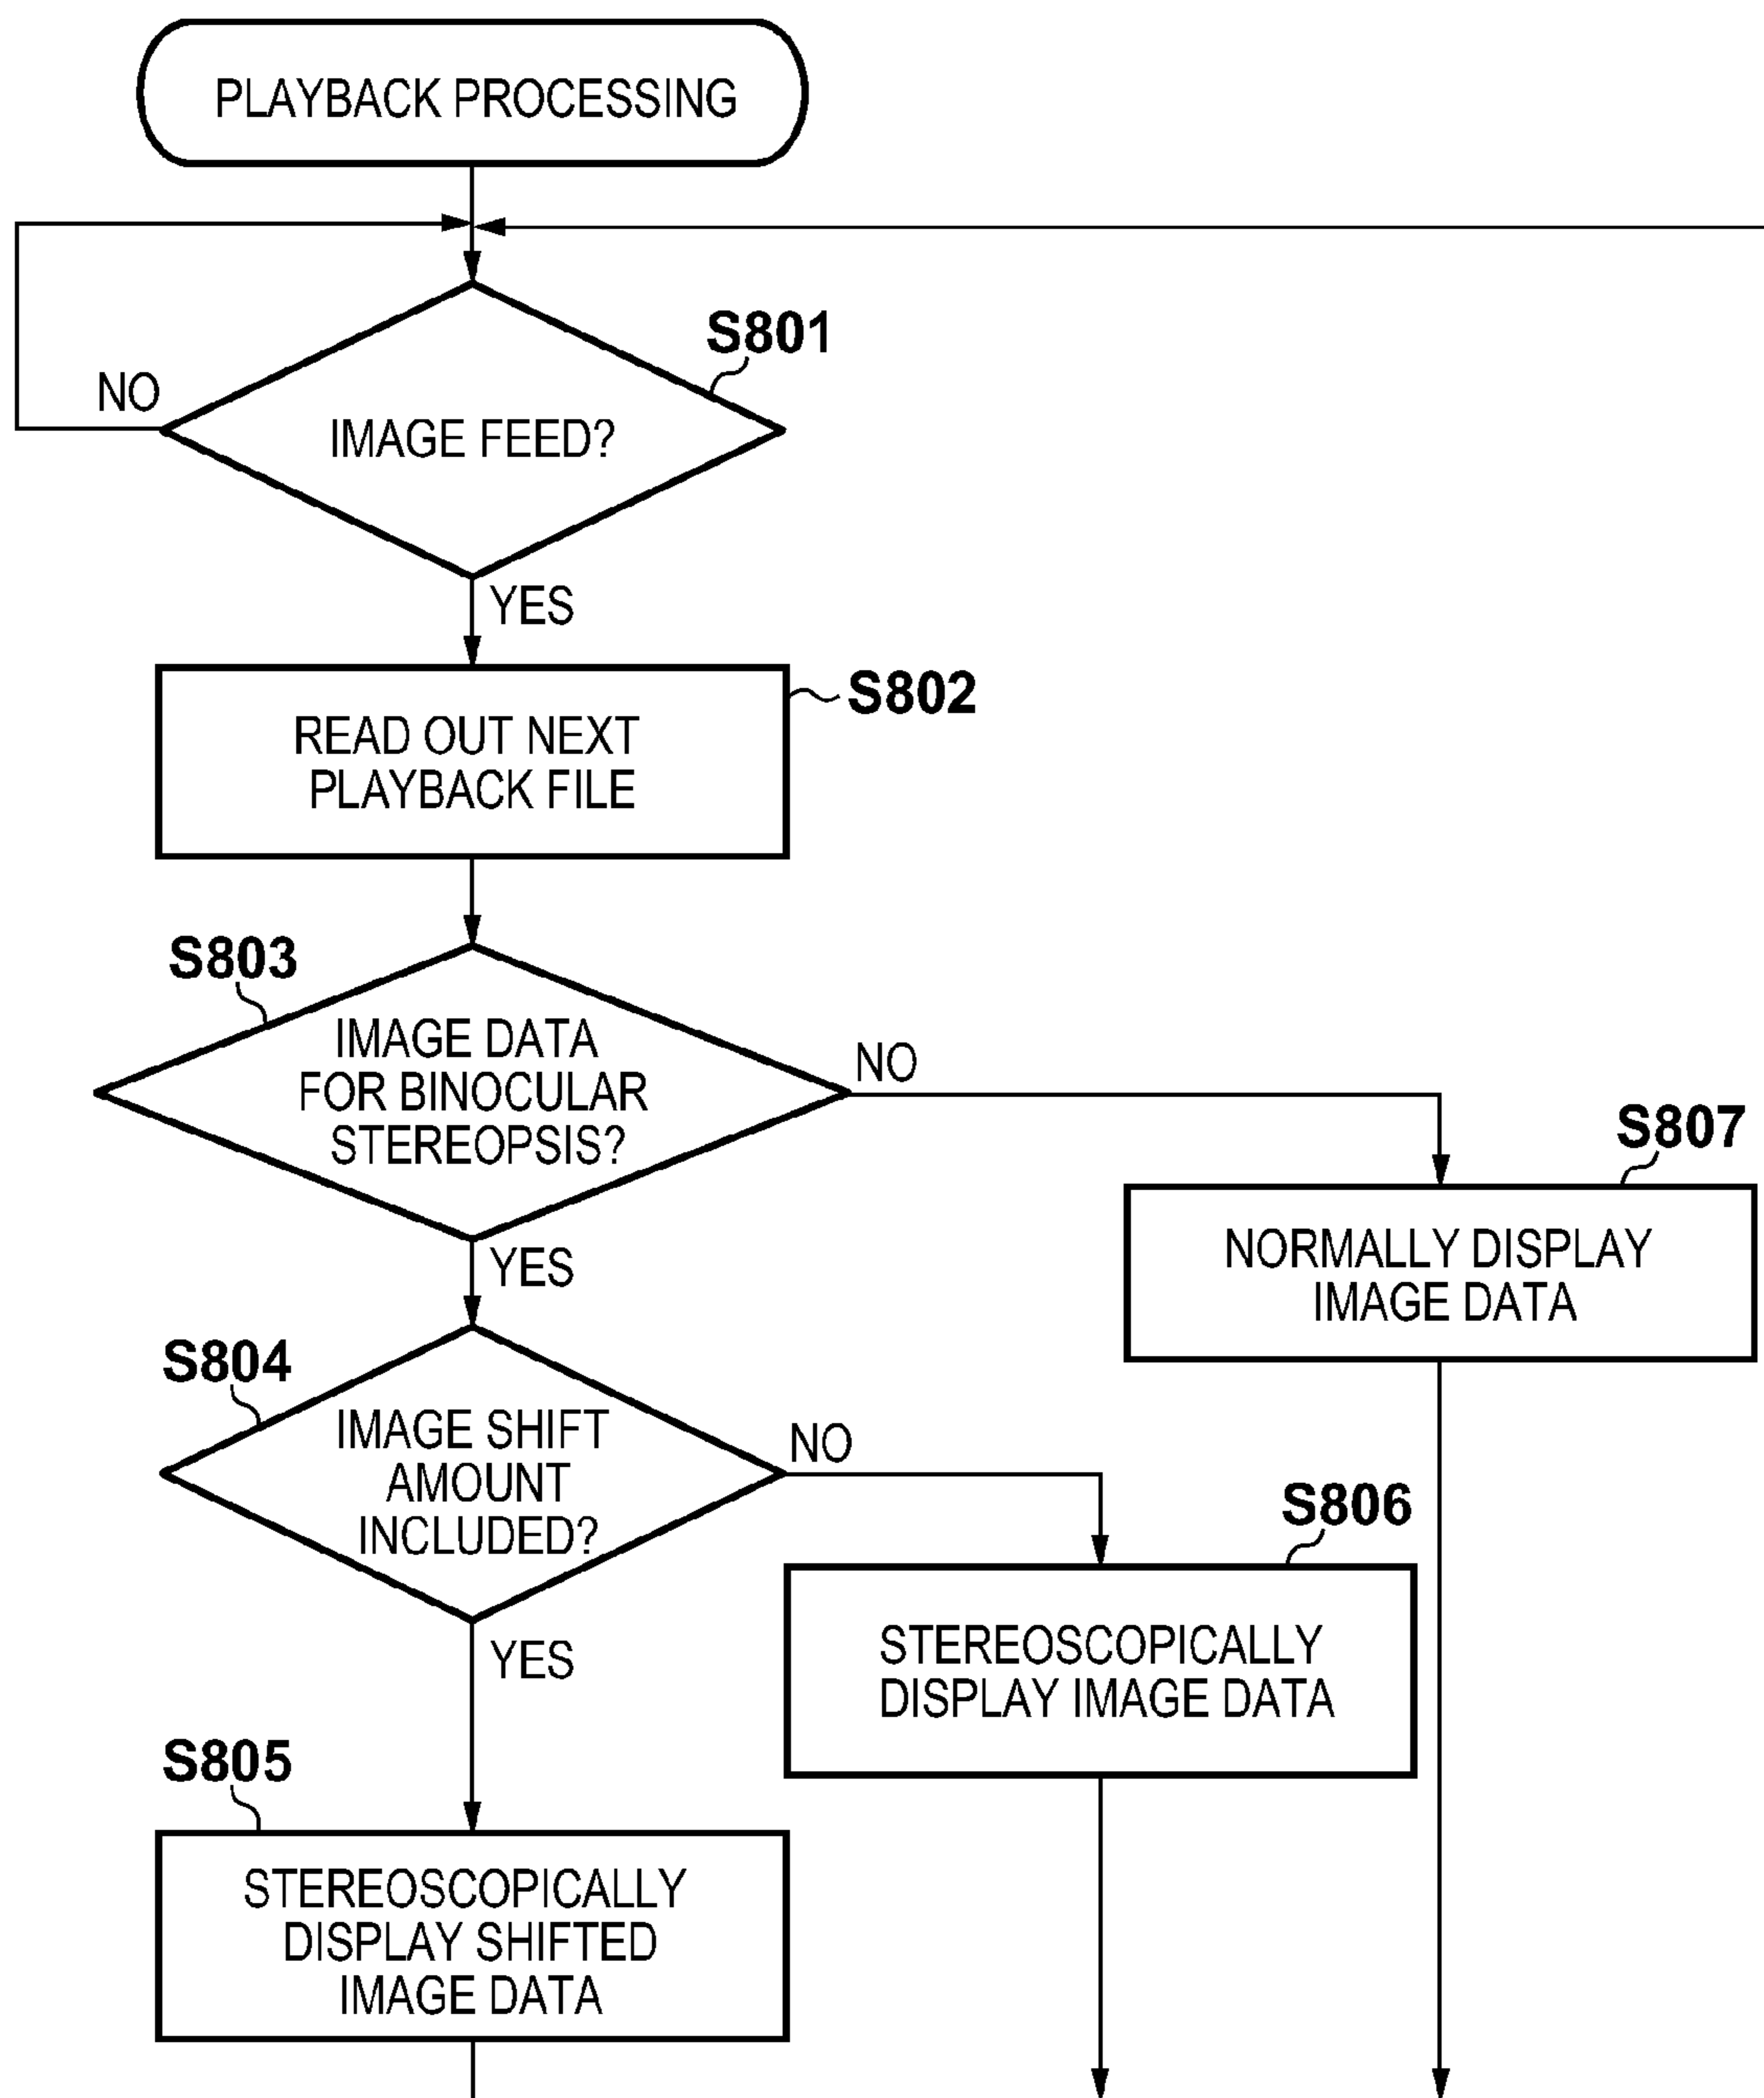 PLAYBACK PROCESSING
S801
NO
IMAGE FEED?
YES
S802
READ OUT NEXT
PLAYBACK FILE
S803
IMAGE DATA
FOR BINOCULAR
STEREOPSIS?
NO
S807
YES
NORMALLY DISPLAY
IMAGE DATA
S804
IMAGE SHIFT
AMOUNT
INCLUDED?
NO
S806
YES
STEREOSCOPICALLY
DISPLAY IMAGE DATA
S805
STEREOSCOPICALLY
DISPLAY SHIFTED
IMAGE DATA